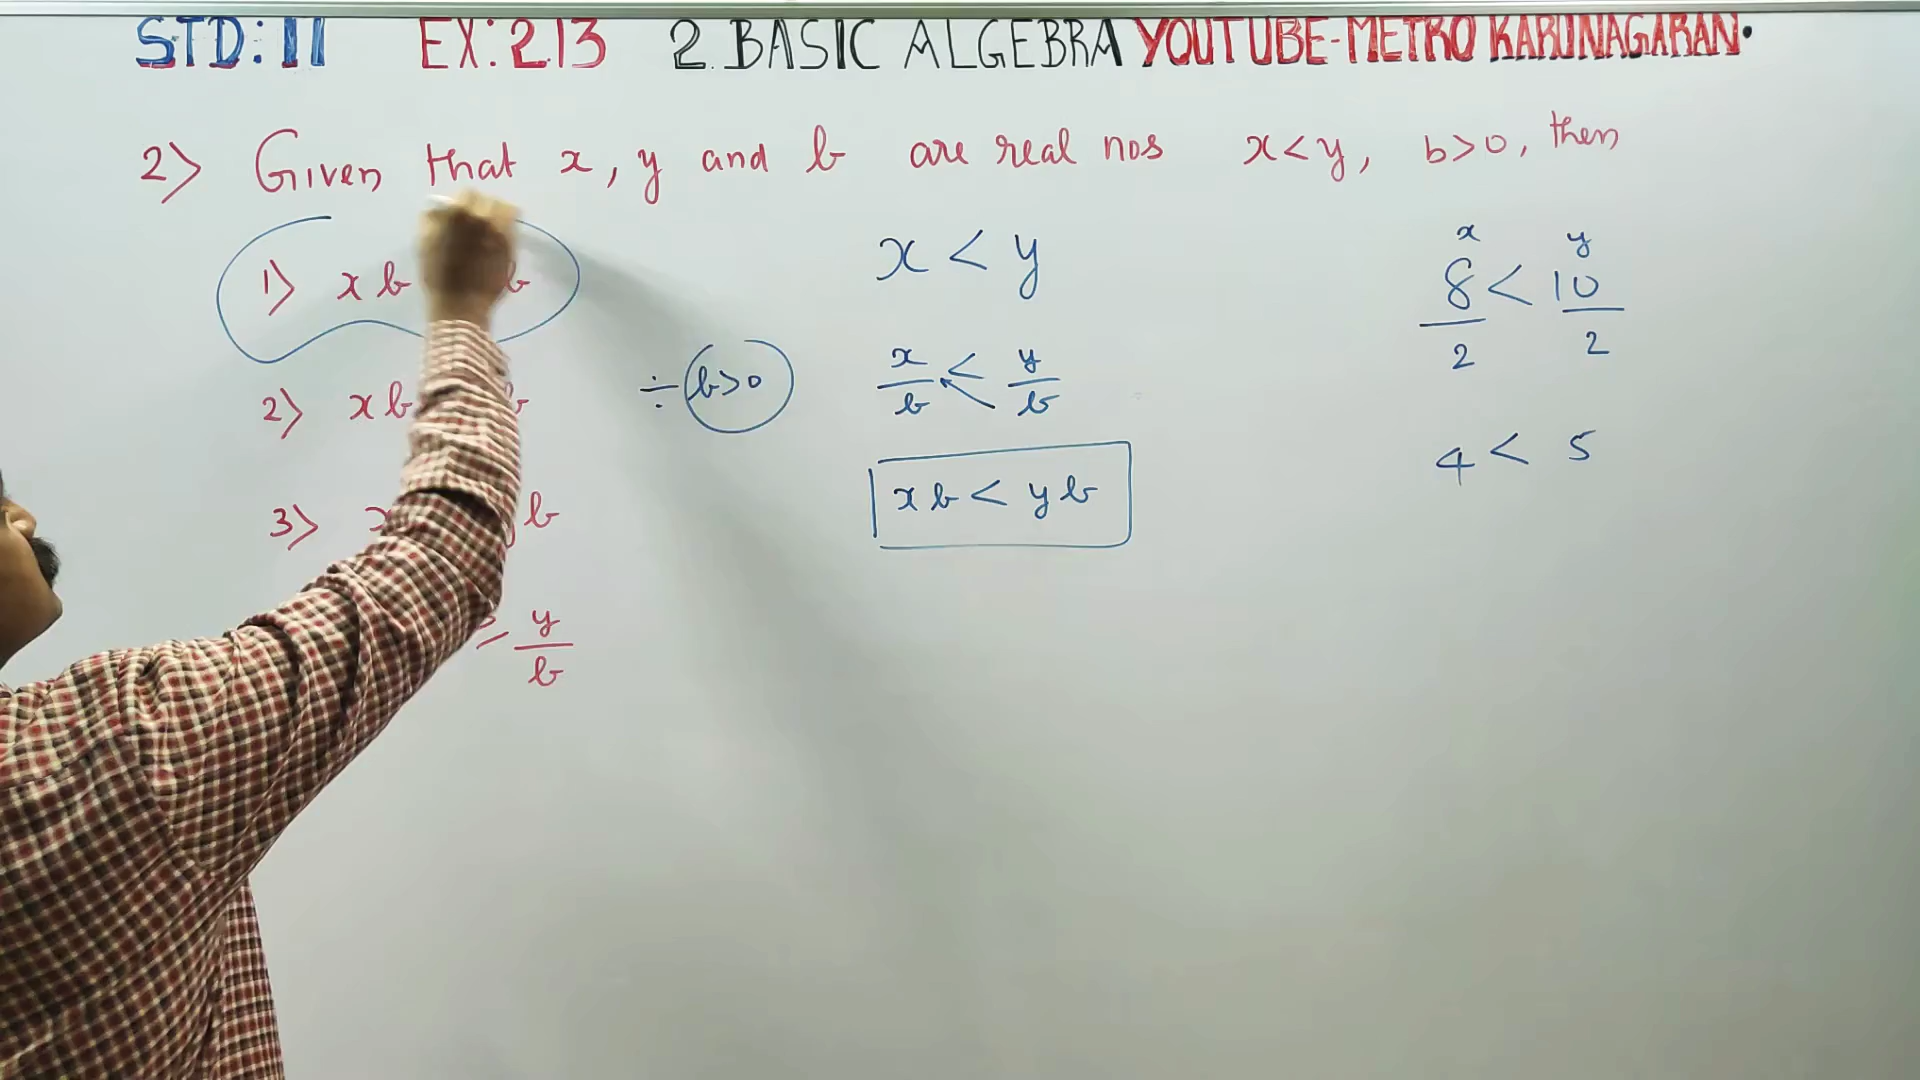 STD: 11 EX: 2.13 2. BASIC ALGEBRA YOUTUBE-METRO KARUNAGARAN.
2) Given that x, y and b are real nos x < y, b > 0, then
1) x b b
2) x b b
3) x y b
≥ y/b
x < y
÷ b > 0 x/b < y/b
x b < y b
x y
8/2 < 10/2
4 < 5